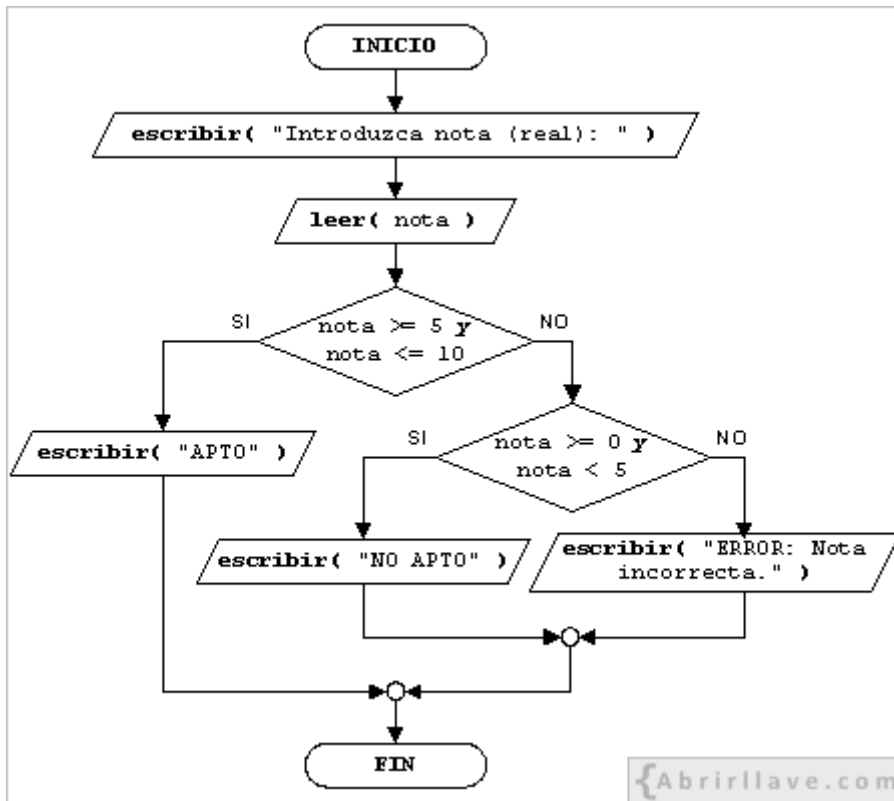 INICIO
escribir( "Introduzca nota (real): " )
leer( nota )
SI
nota >= 5 y
nota <= 10
NO
escribir( "APTO" )
SI
nota >= 0 y
nota < 5
NO
escribir( "NO APTO" )
escribir( "ERROR: Nota
incorrecta." )
FIN
{Abrirllave.com